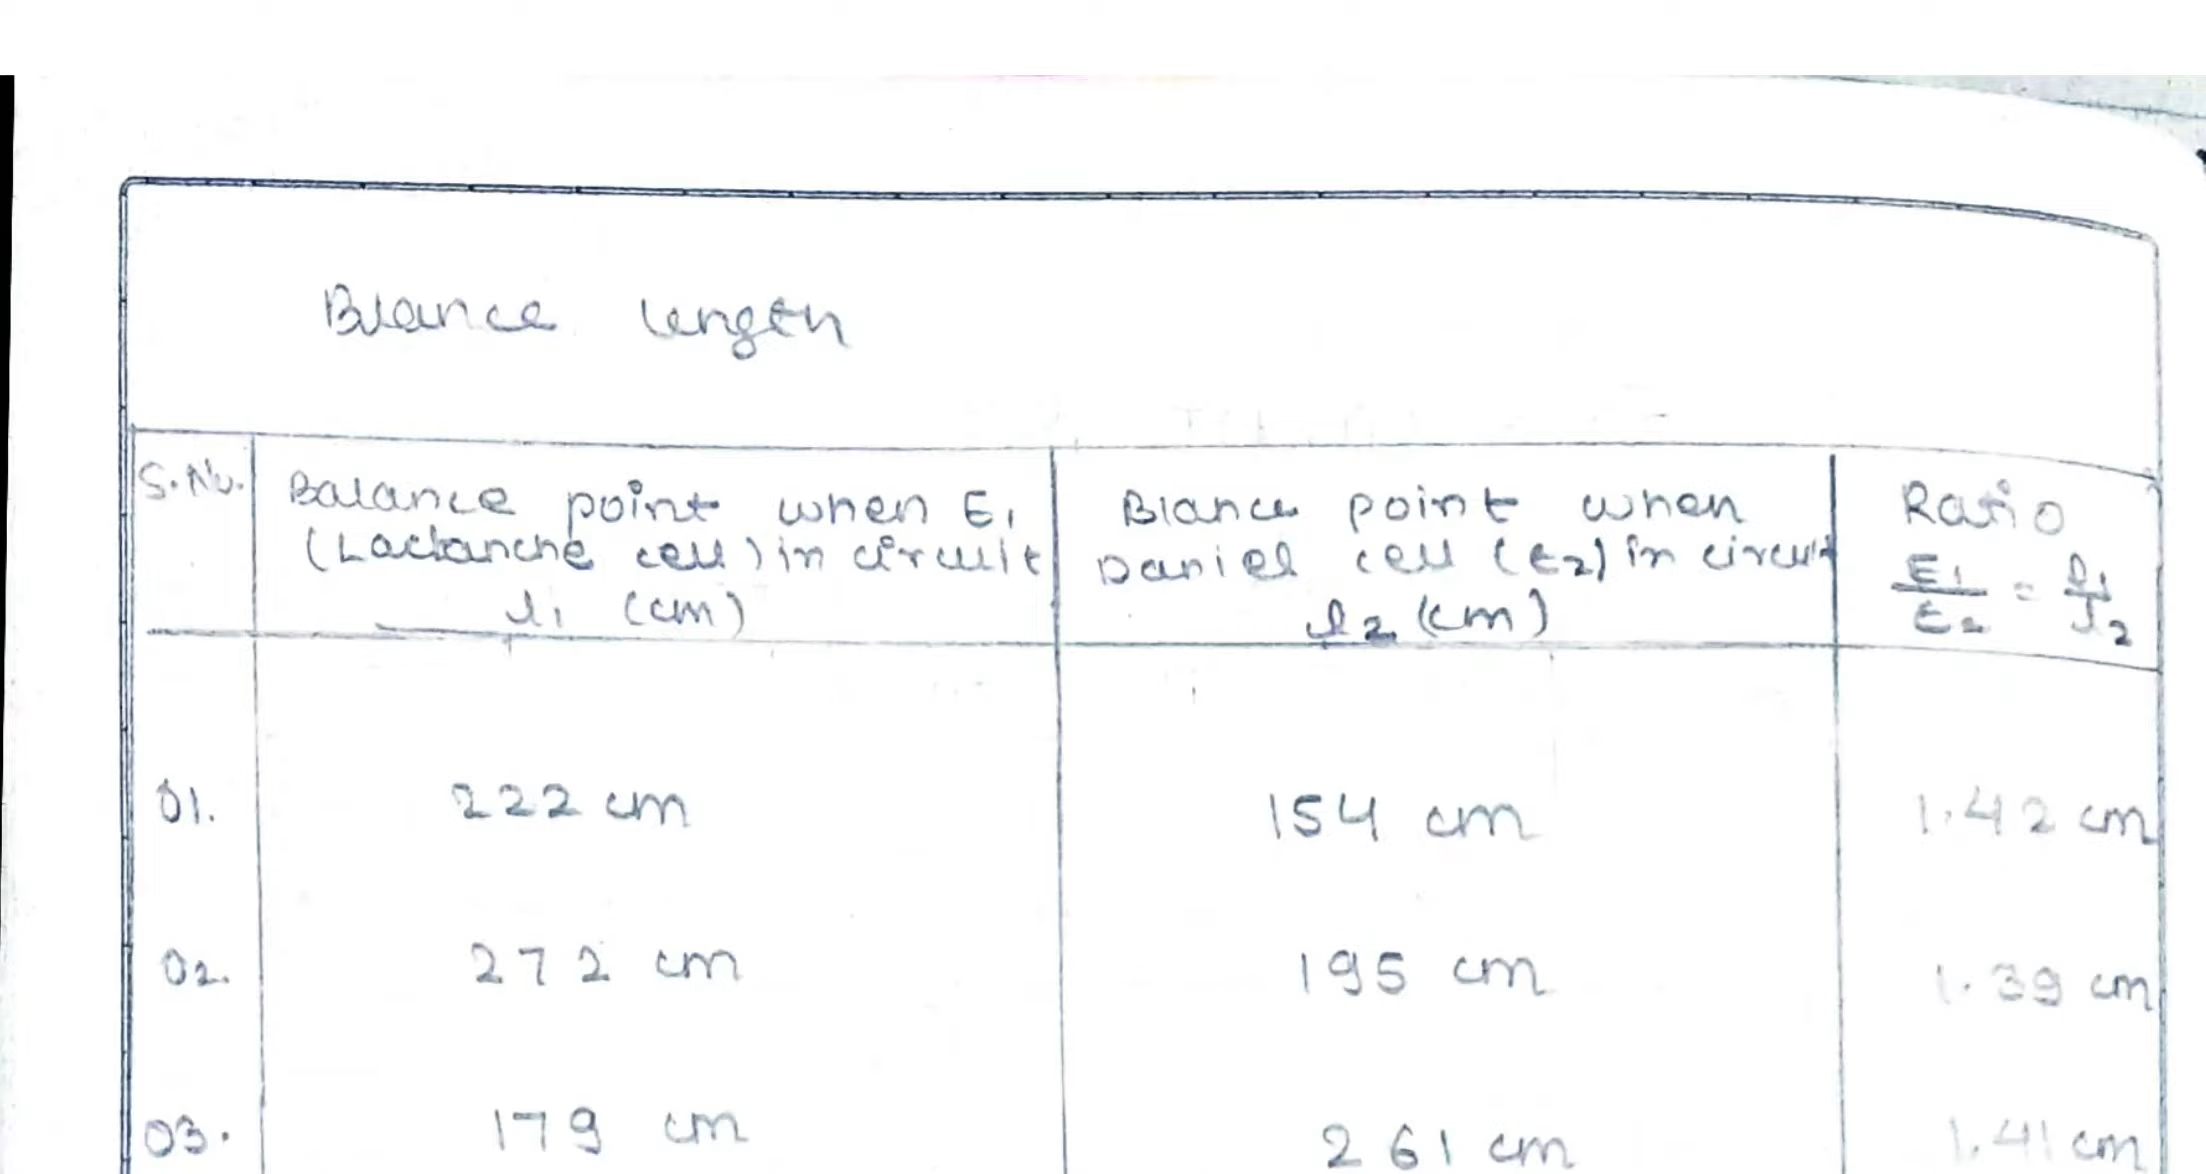 Blance length
S.No.
Balance point when E1
(Laclanche cell) in circuit
l1 (cm)
Blance point when
Daniel cell (E2) in circuit
l2 (cm)
Ratio
E1/E2 = l1/l2
01. 222 cm 154 cm 1.42 cm
02. 272 cm 195 cm 1.39 cm
03. 179 cm 261 cm 1.41 cm